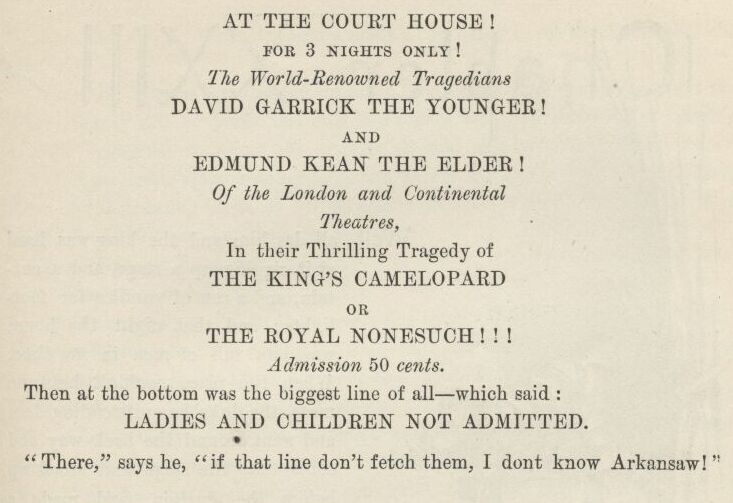 AT THE COURT HOUSE!
FOR 3 NIGHTS ONLY!
The World-Renowned Tragedians
DAVID GARRICK THE YOUNGER!
AND
EDMUND KEAN THE ELDER!
Of the London and Continental
Theatres,
In their Thrilling Tragedy of
THE KING'S CAMELOPARD
OR
THE ROYAL NONESUCH!!!
Admission 50 cents.
Then at the bottom was the biggest line of all—which said:
LADIES AND CHILDREN NOT ADMITTED.
"There," says he, "if that line don't fetch them, I dont know Arkansaw!"